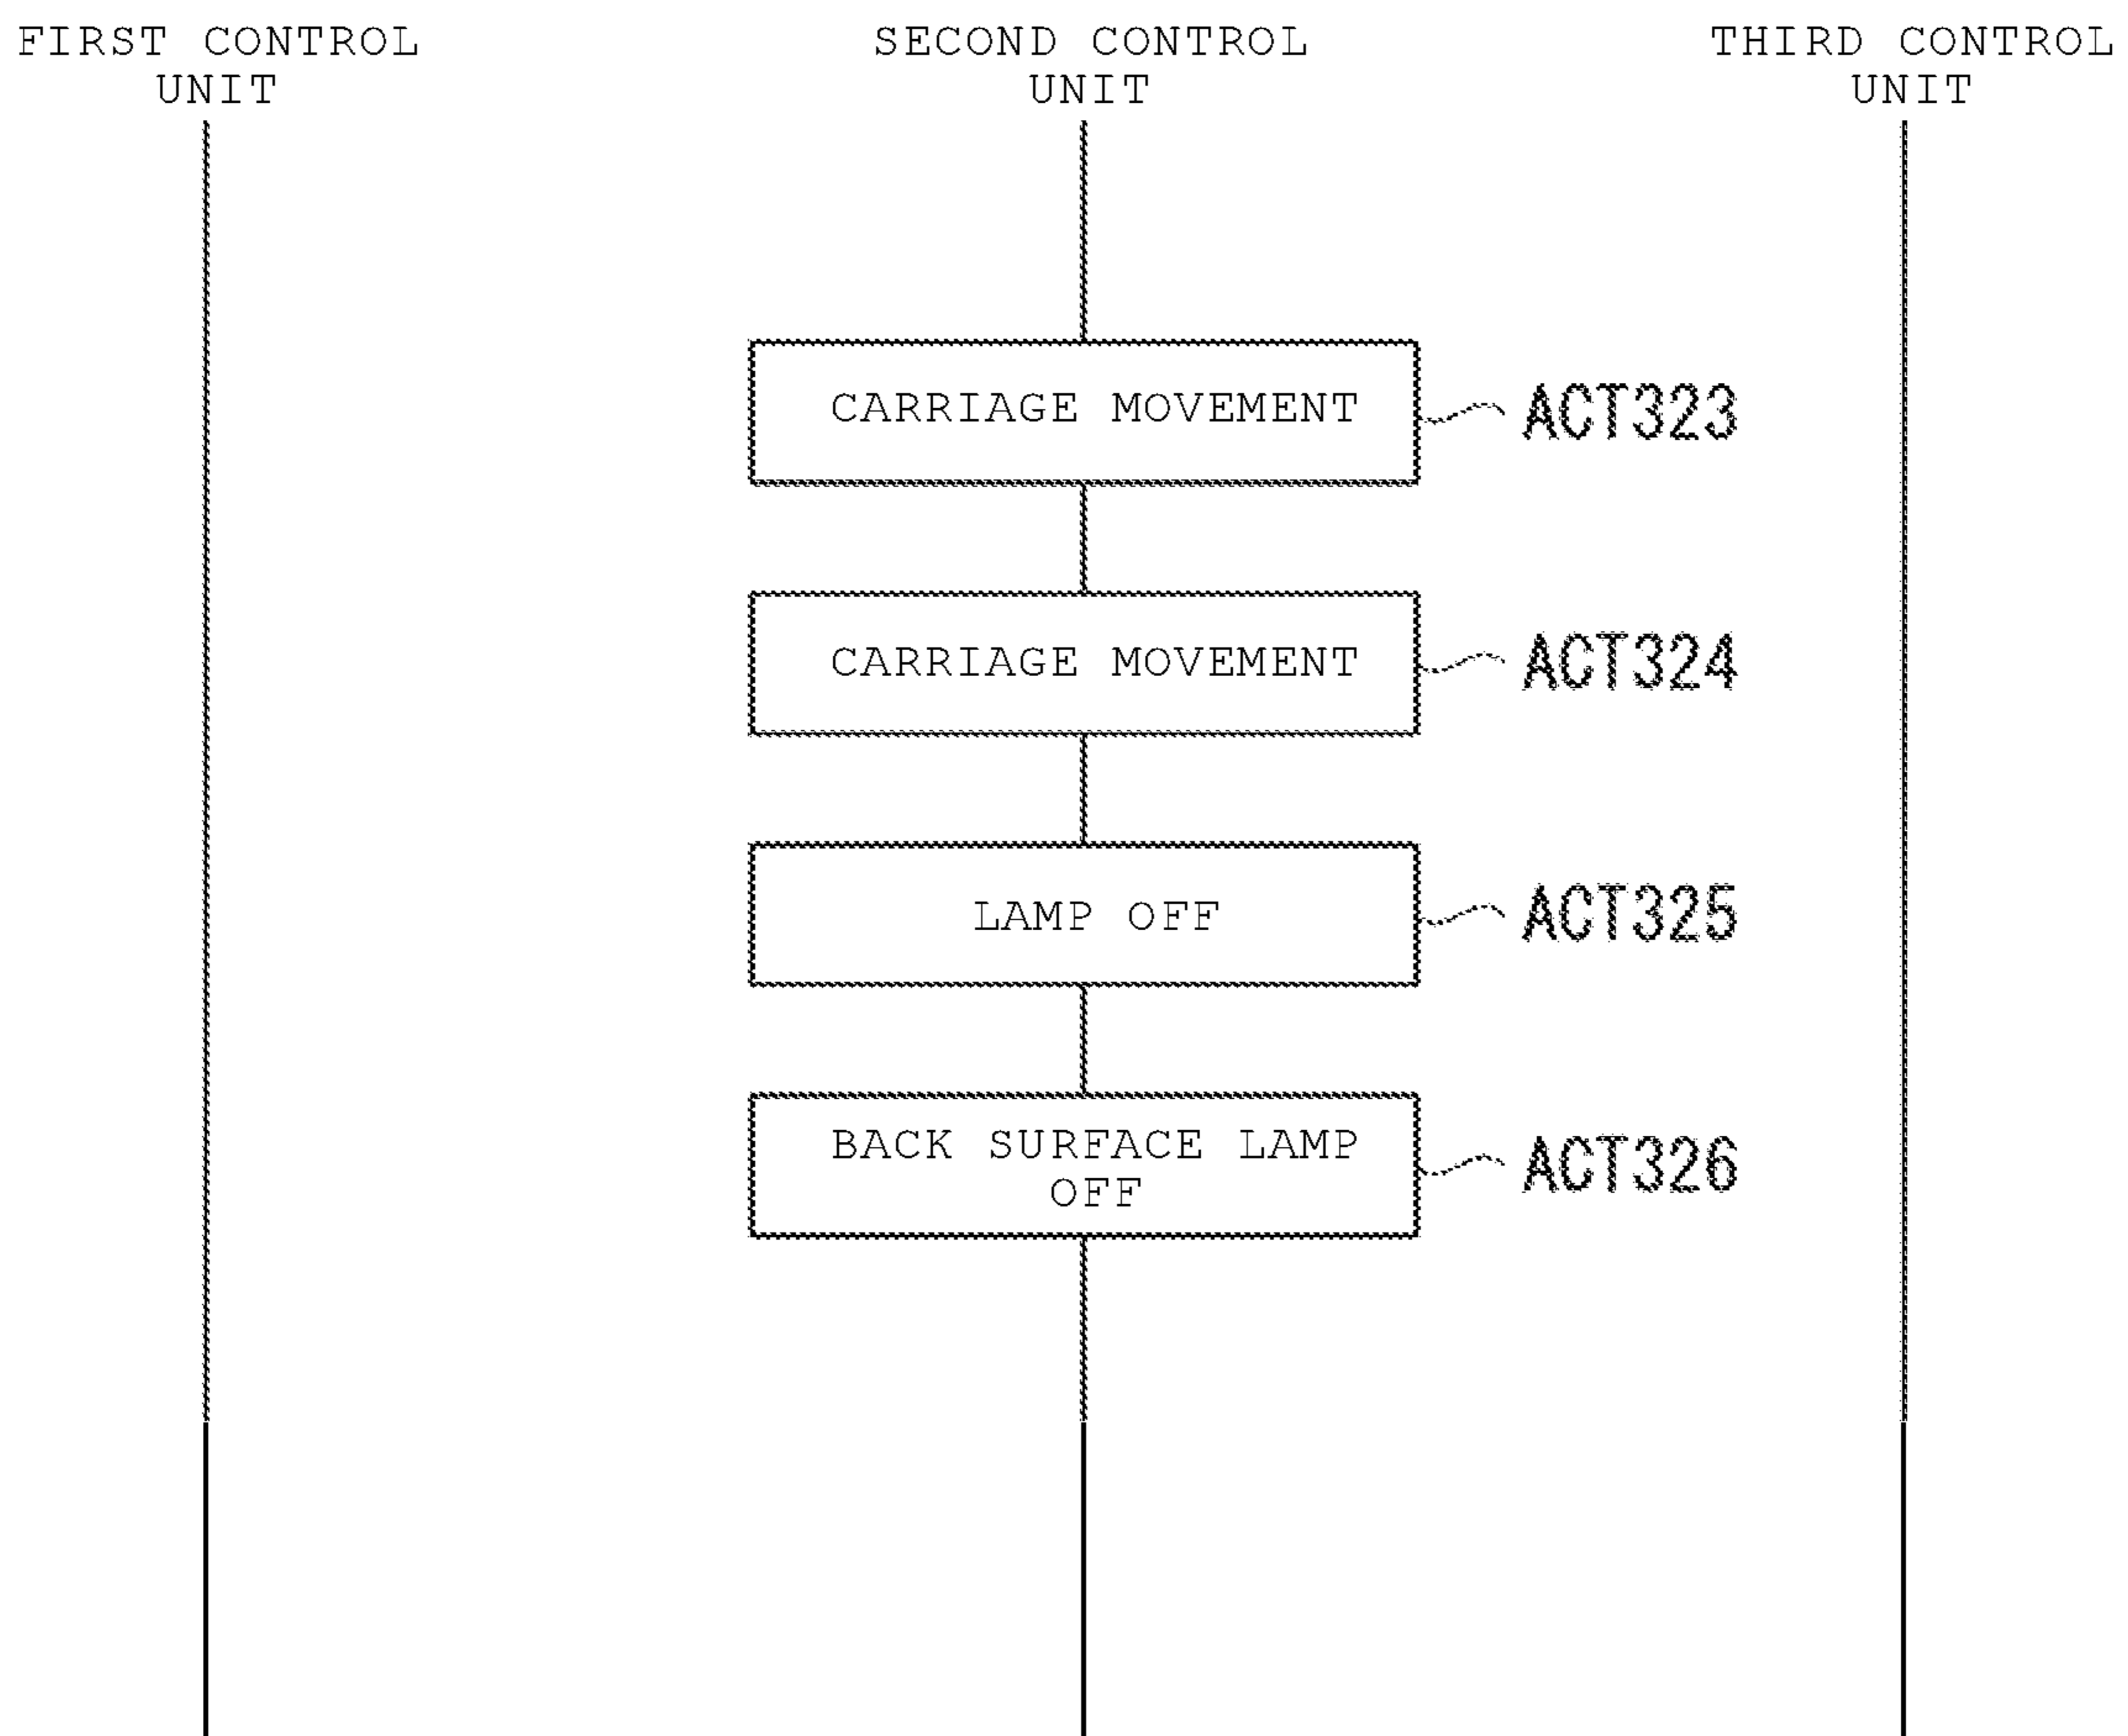 FIRST CONTROL
UNIT
SECOND CONTROL
UNIT
THIRD CONTROL
UNIT
CARRIAGE MOVEMENT
ACT323
CARRIAGE MOVEMENT
ACT324
LAMP OFF
ACT325
BACK SURFACE LAMP
OFF
ACT326